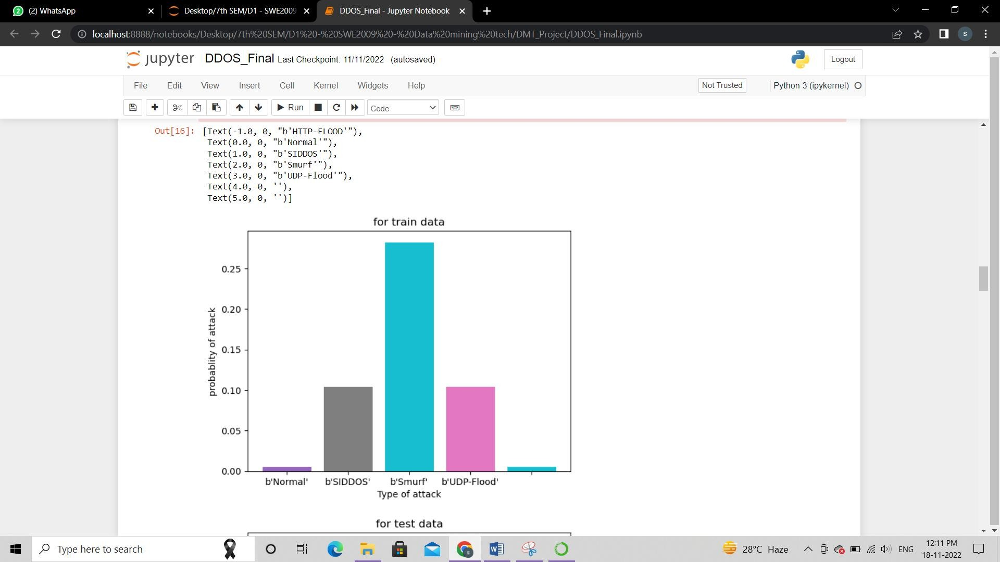 (2) WhatsApp
Desktop/7th SEM/D1 - SWE2009
DDOS_Final - Jupyter Notebook
localhost:8888/notebooks/Desktop/7th%20SEM/D1%20-%20SWE2009%20-%20Data%20mining%20tech/DMT_Project/DDOS_Final.ipynb
S
jupyter DDOS_Final Last Checkpoint: 11/11/2022 (autosaved)
Logout
File Edit View Insert Cell Kernel Widgets Help
Not Trusted
Python 3 (ipykernel)
Run
Code
Out[16]: [Text(-1.0, 0, "b'HTTP-FLOOD'"),
Text(0.0, 0, "b'Normal'"),
Text(1.0, 0, "b'SIDDOS'"),
Text(2.0, 0, "b'Smurf'"),
Text(3.0, 0, "b'UDP-Flood'"),
Text(4.0, 0, ''),
Text(5.0, 0, '')]
for train data
0.25
0.20
0.15
0.10
0.05
0.00
probablity of attack
b'Normal' b'SIDDOS' b'Smurf' b'UDP-Flood'
Type of attack
for test data
Type here to search
28°C Haze
ENG
12:11 PM
18-11-2022